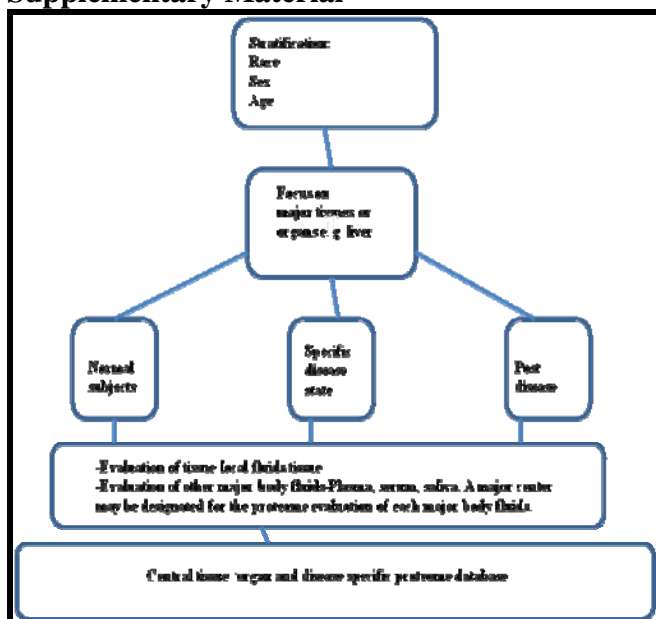 Supplementary Material
Stratification:
Race
Sex
Age
Focus on
major tissues or
organs e. g. liver
Normal
subjects
Specific
disease
state
Post
disease
-Evaluation of tissue local fluids tissue
-Evaluation of other major body fluids-Plasma, serum, saliva. A major center
may be designated for the proteome evaluation of each major body fluids.
Central tissue organ and disease specific proteome database